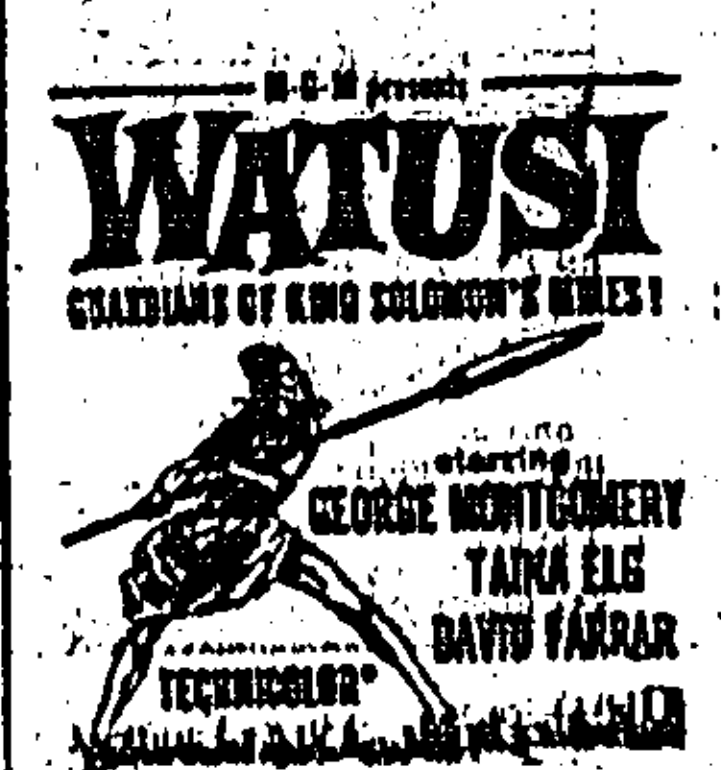 M-G-M presents
WATUSI
GUARDIANS OF KING SOLOMON'S MINES!
starring
GEORGE MONTGOMERY
TAINA ELG
DAVID FARRAR
TECHNICOLOR®